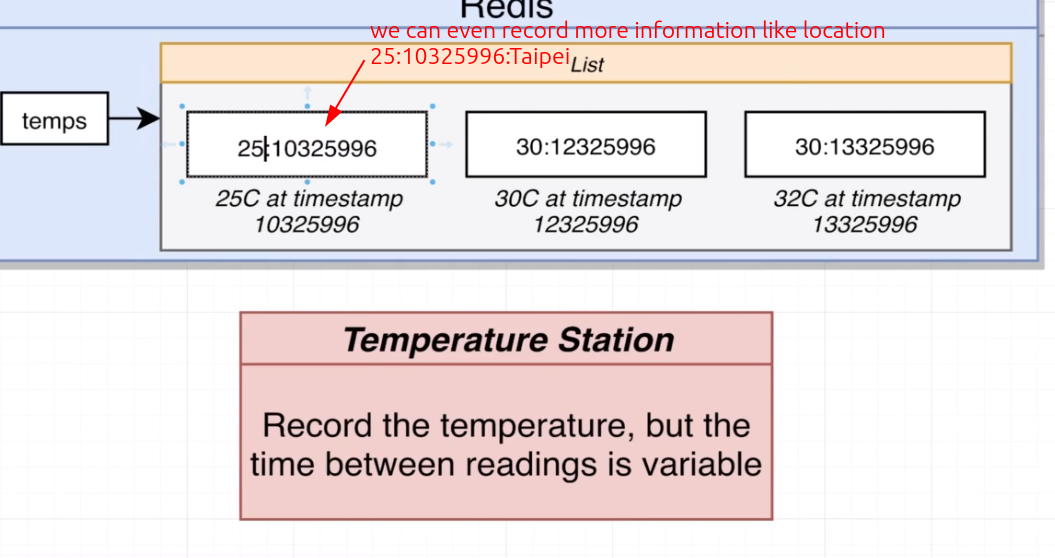 Redis
we can even record more information like location
25:10325996:Taipei
List
temps
25:10325996
30:12325996
30:13325996
25C at timestamp
10325996
30C at timestamp
12325996
32C at timestamp
13325996
Temperature Station
Record the temperature, but the
time between readings is variable